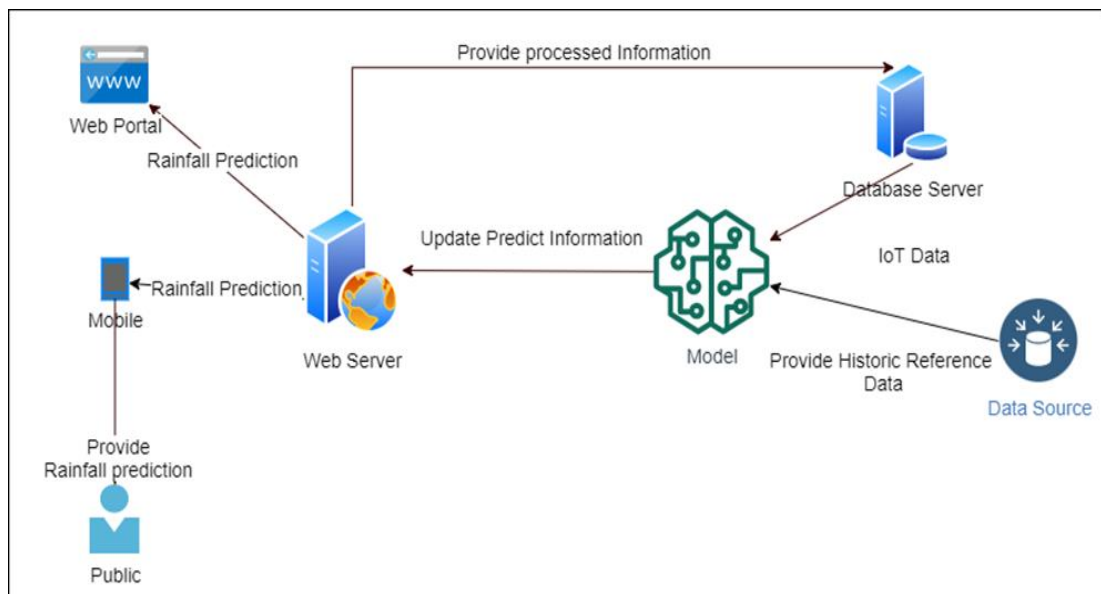 Provide processed Information
WWW
Web Portal
Rainfall Prediction
Database Server
Update Predict Information
IoT Data
Rainfall Prediction
Mobile
Web Server
Model
Provide Historic Reference
Data
Data Source
Provide
Rainfall prediction
Public